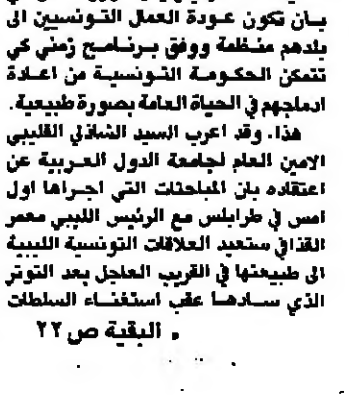 بان تكون عودة العمال التونسيين الى
بلدهم منظمة ووفق برنامج زمني كي
تتمكن الحكومة التونسية من اعادة
ادماجهم في الحياة العامة بصورة طبيعية.
هذا. وقد اعرب السيد الشاذلي القليبي
الامين العام لجامعة الدول العربية عن
اعتقاده بان المباحثات التي اجراها اول
امس في طرابلس مع الرئيس الليبي معمر
القذافي ستعيد العلاقات التونسية الليبية
الى طبيعتها في القريب العاجل بعد التوتر
الذي سادها عقب استغناء السلطات
• البقية ص ٢٢